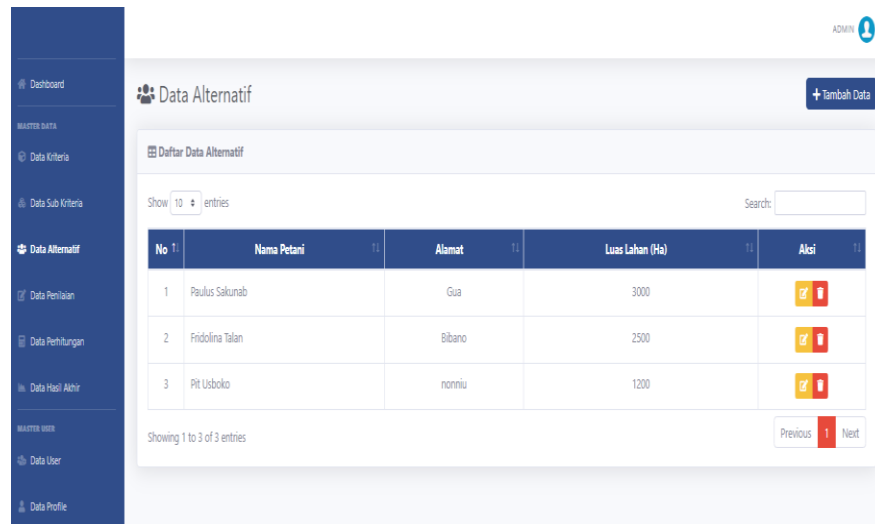 ADMIN
Dashboard
MASTER DATA
Data Kriteria
Data Sub Kriteria
Data Alternatif
Data Penilaian
Data Perhitungan
Data Hasil Akhir
MASTER USER
Data User
Data Profile
Data Alternatif
+ Tambah Data
Daftar Data Alternatif
Show 10 entries Search:
No Nama Petani Alamat Luas Lahan (Ha) Aksi
1 Paulus Sakunab Gua 3000
2 Fridolina Talan Bibano 2500
3 Pit Usboko nonniu 1200
Showing 1 to 3 of 3 entries Previous 1 Next